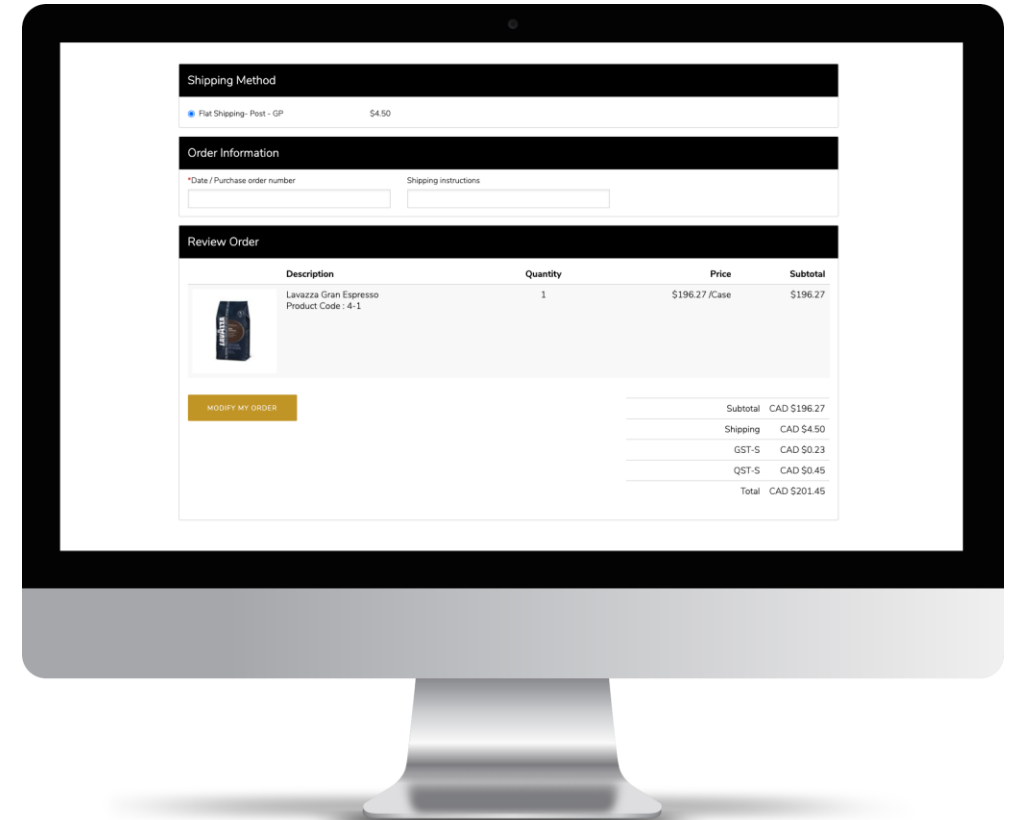 Shipping Method
Flat Shipping- Post - GP $4.50
Order Information
*Date / Purchase order number Shipping instructions
Review Order
Description Quantity Price Subtotal
Lavazza Gran Espresso 1 $196.27 /Case $196.27
Product Code : 4-1
LAVAZZA
MODIFY MY ORDER
Subtotal CAD $196.27
Shipping CAD $4.50
GST-S CAD $0.23
QST-S CAD $0.45
Total CAD $201.45